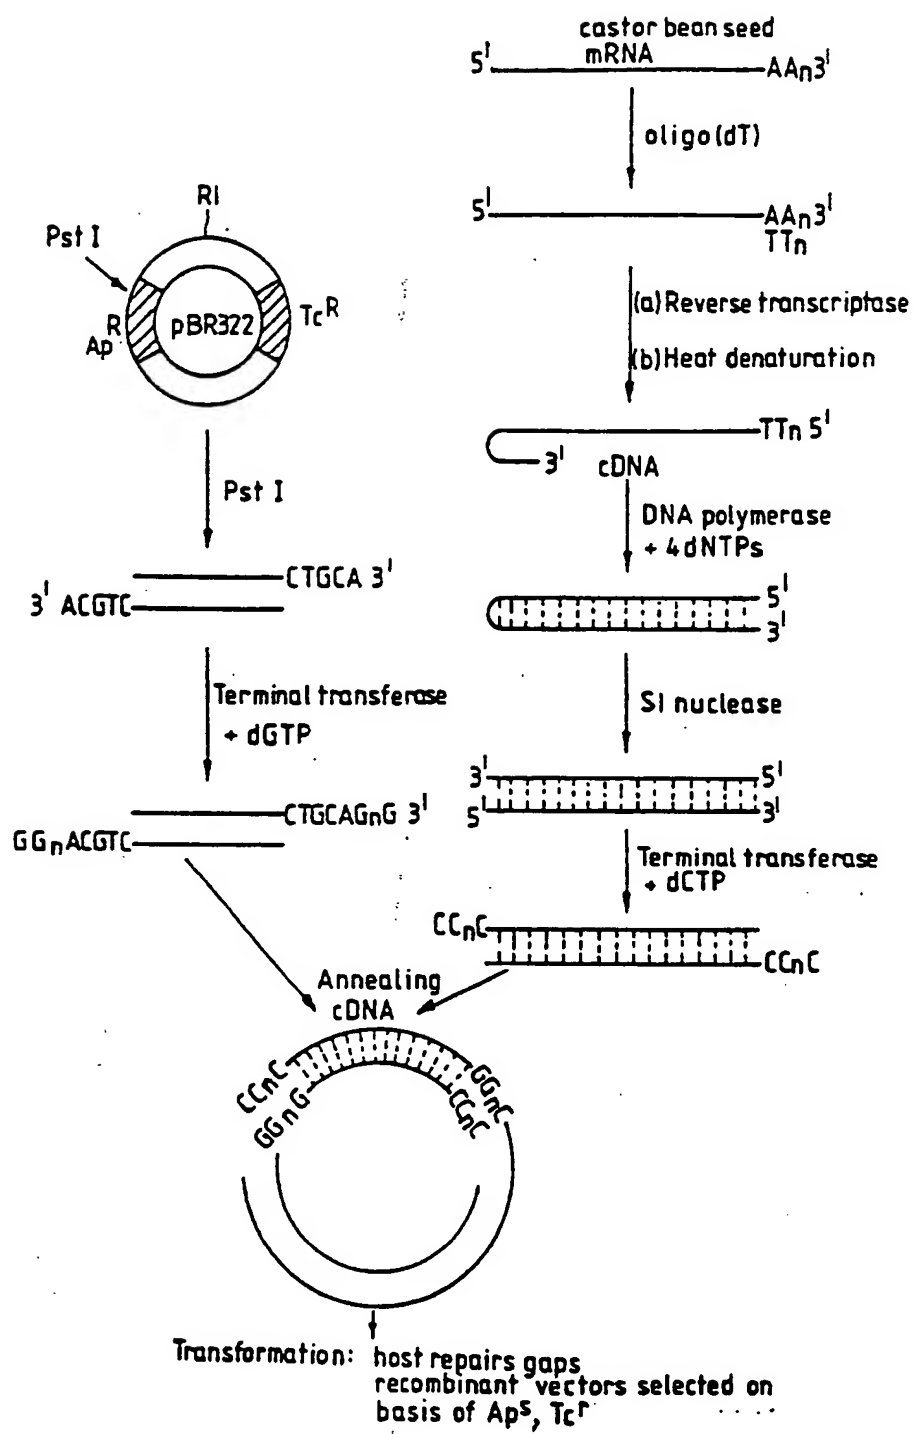 castor bean seed
mRNA
5' AAn3'
oligo(dT)
5' AAn3'
TTn
(a) Reverse transcriptase
(b) Heat denaturation
TTn 5'
3' cDNA
DNA polymerase
+ 4dNTPs
5'
3'
S1 nuclease
3' 5'
5' 3'
Terminal transferase
+ dCTP
CCnC
CCnC
RI
Pst I
Ap R
pBR322
Tc R
Pst I
CTGCA 3'
3' ACGTC
Terminal transferase
+ dGTP
CTGCAGnG 3'
GGnACGTC
Annealing
cDNA
CCnC
GGnG
GGnC
CCnC
Transformation: host repairs gaps
recombinant vectors selected on
basis of Aps, Tcr